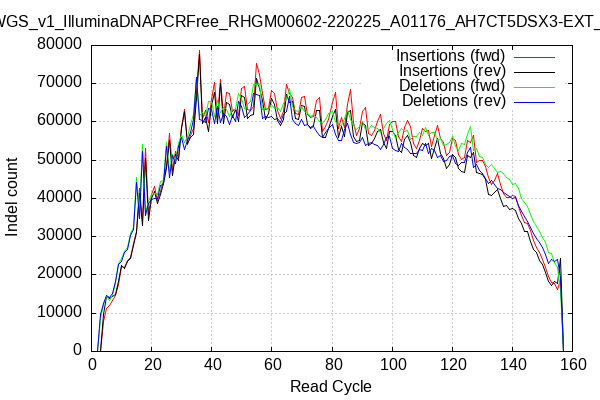 WGS_v1_IlluminaDNAPCRFree_RHGM00602-220225_A01176_AH7CT5DSX3-EXT_
80000
70000
60000
50000
40000
30000
20000
10000
0
Indel count
Insertions (fwd)
Insertions (rev)
Deletions (fwd)
Deletions (rev)
0 20 40 60 80 100 120 140 160
Read Cycle